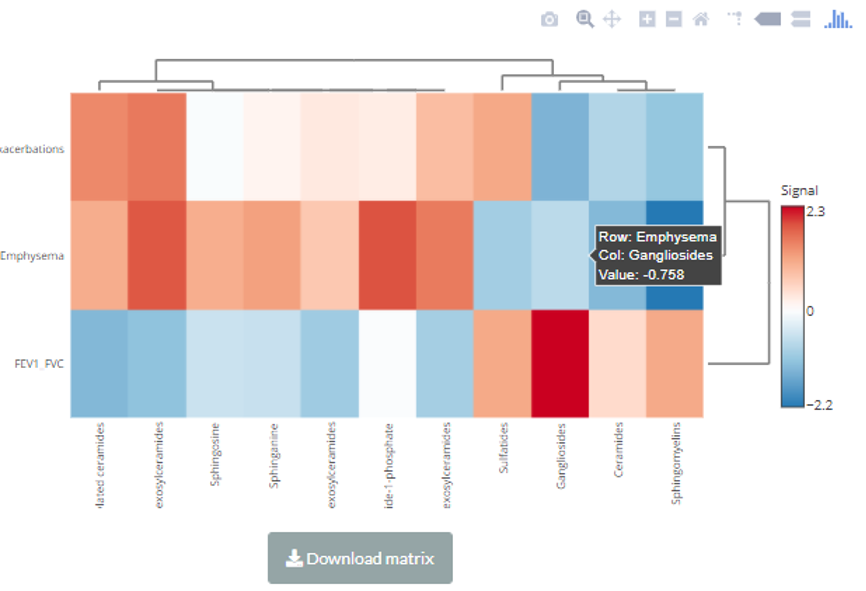 Signal
2.3
0
−2.2
xacerbations
Emphysema
FEV1_FVC
Row: Emphysema
Col: Gangliosides
Value: -0.758
lated ceramides
exosylceramides
Sphingosine
Sphinganine
exosylceramides
ide-1-phosphate
exosylceramides
Sulfatides
Gangliosides
Ceramides
Sphingomyelins
Download matrix